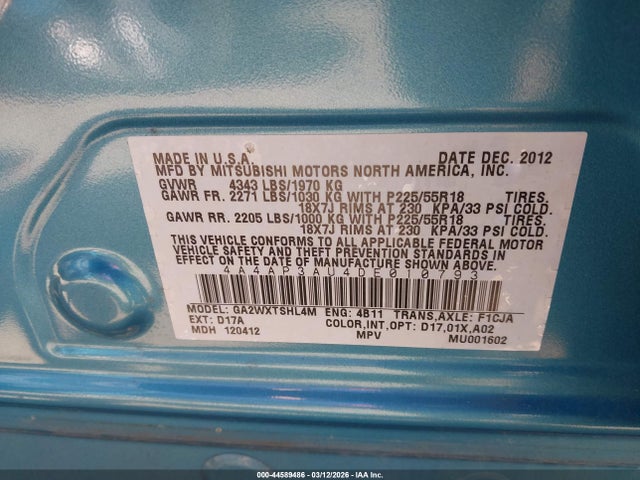 MADE IN U.S.A. DATE DEC. 2012
MFD BY MITSUBISHI MOTORS NORTH AMERICA, INC.
GVWR 4343 LBS/1970 KG
GAWR FR. 2271 LBS/1030 KG WITH P225/55R18 TIRES,
18X7J RIMS AT 230 KPA/33 PSI COLD.
GAWR RR. 2205 LBS/1000 KG WITH P225/55R18 TIRES,
18X7J RIMS AT 230 KPA/33 PSI COLD.
THIS VEHICLE CONFORMS TO ALL APPLICABLE FEDERAL MOTOR
VEHICLE SAFETY AND THEFT PREVENTION STANDARDS IN
EFFECT ON THE DATE OF MANUFACTURE SHOWN ABOVE.
4A4AP3AU4DE010793
MODEL: GA2WXTSHL4M ENG: 4B11 TRANS,AXLE: F1CJA
EXT: D17A COLOR,INT,OPT: D17,01X,A02
MDH 120412 MPV MU001602
000-44589486 - 03/12/2026 - IAA Inc.